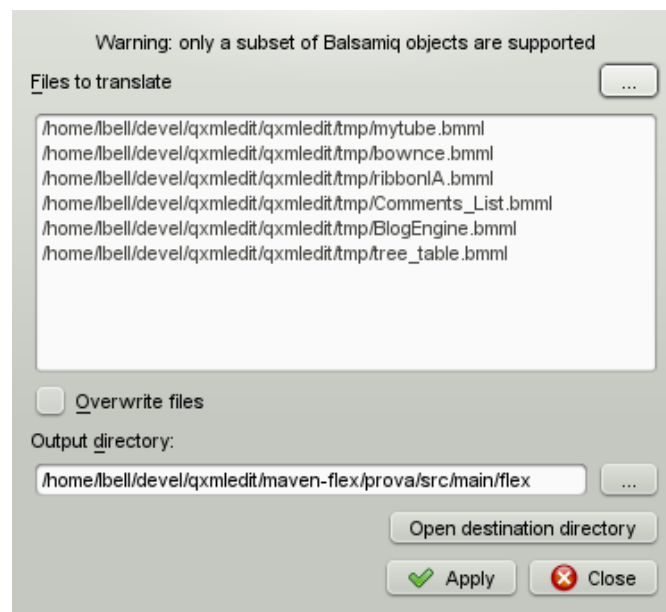 Warning: only a subset of Balsamiq objects are supported
Files to translate
...
/home/lbell/devel/qxmledit/qxmledit/tmp/mytube.bmml
/home/lbell/devel/qxmledit/qxmledit/tmp/bownce.bmml
/home/lbell/devel/qxmledit/qxmledit/tmp/ribbonIA.bmml
/home/lbell/devel/qxmledit/qxmledit/tmp/Comments_List.bmml
/home/lbell/devel/qxmledit/qxmledit/tmp/BlogEngine.bmml
/home/lbell/devel/qxmledit/qxmledit/tmp/tree_table.bmml
Overwrite files
Output directory:
/home/lbell/devel/qxmledit/maven-flex/prova/src/main/flex
...
Open destination directory
Apply
Close